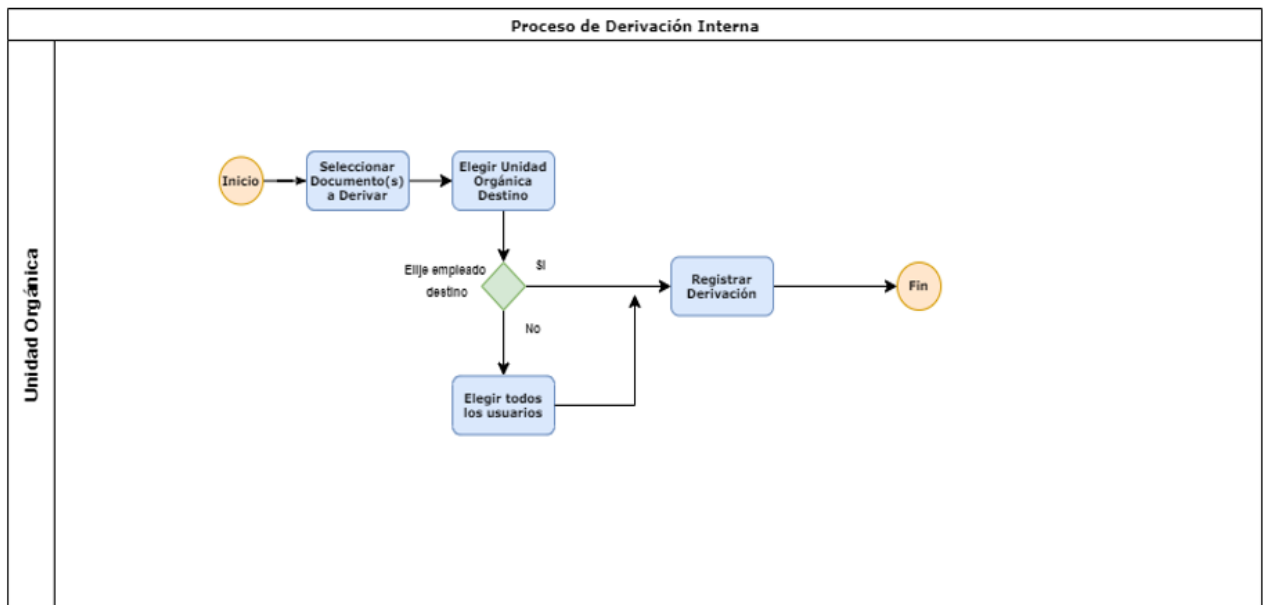 Proceso de Derivación Interna
Unidad Orgánica
Inicio
Seleccionar
Documento(s)
a Derivar
Elegir Unidad
Orgánica
Destino
Elije empleado
destino
SI
No
Elegir todos
los usuarios
Registrar
Derivación
Fin